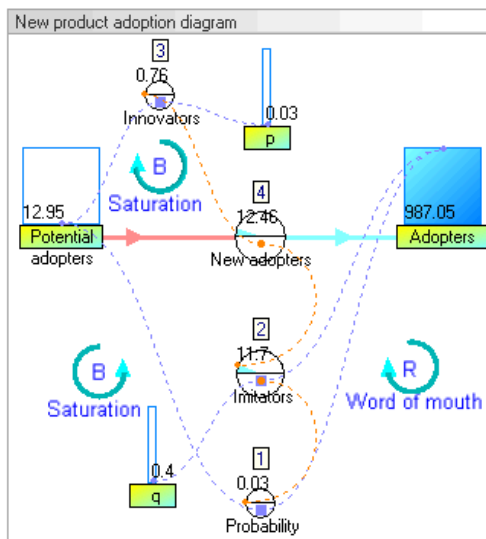 New product adoption diagram
3
0.76
Innovators
0.03
p
B
Saturation
4
12.95
12.46
987.05
Potential
adopters
New adopters
Adopters
2
11.7
Imitators
B
Saturation
R
Word of mouth
0.4
q
1
0.03
Probability